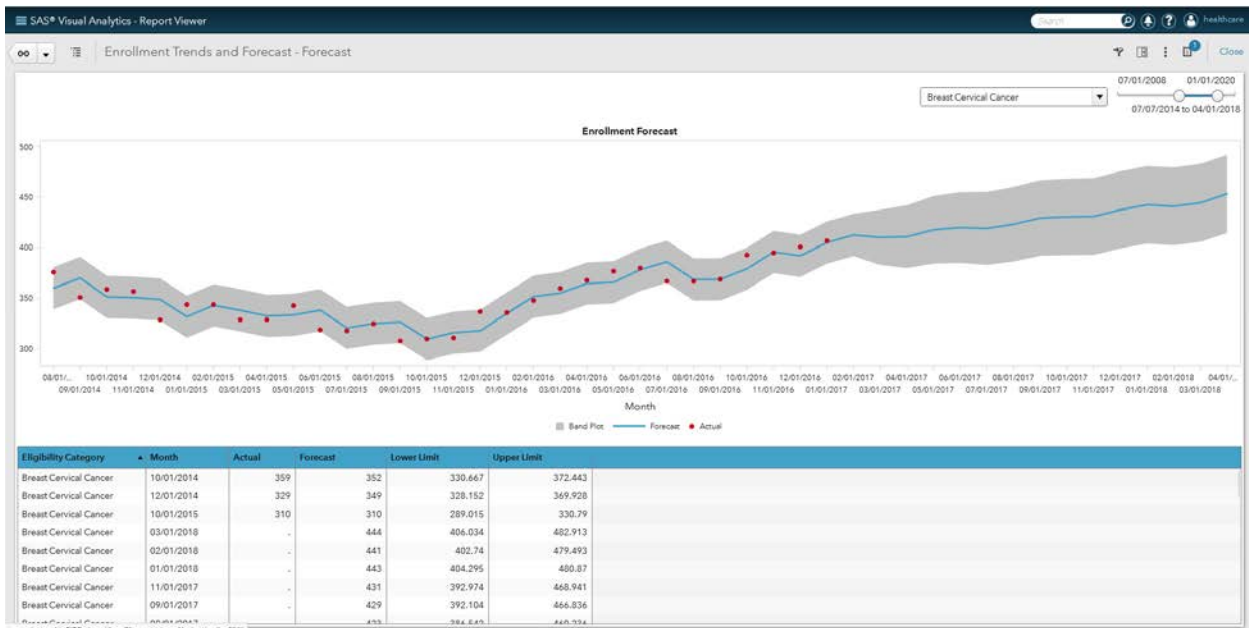 SAS® Visual Analytics - Report Viewer
Search
healthcare
Enrollment Trends and Forecast - Forecast
1
Close
07/01/2008 01/01/2020
Breast Cervical Cancer
07/07/2014 to 04/01/2018
Enrollment Forecast
500
450
400
350
300
08/01/... 10/01/2014 12/01/2014 02/01/2015 04/01/2015 06/01/2015 08/01/2015 10/01/2015 12/01/2015 02/01/2016 04/01/2016 06/01/2016 08/01/2016 10/01/2016 12/01/2016 02/01/2017 04/01/2017 06/01/2017 08/01/2017 10/01/2017 12/01/2017 02/01/2018 04/01/...
09/01/2014 11/01/2014 01/01/2015 03/01/2015 05/01/2015 07/01/2015 09/01/2015 11/01/2015 01/01/2016 03/01/2016 05/01/2016 07/01/2016 09/01/2016 11/01/2016 01/01/2017 03/01/2017 05/01/2017 07/01/2017 09/01/2017 11/01/2017 01/01/2018 03/01/2018
Month
Band Plot Forecast Actual
Eligibility Category Month Actual Forecast Lower Limit Upper Limit
Breast Cervical Cancer 10/01/2014 359 352 330.667 372.443
Breast Cervical Cancer 12/01/2014 329 349 328.152 369.928
Breast Cervical Cancer 10/01/2015 310 310 289.015 330.79
Breast Cervical Cancer 03/01/2018 . 444 406.034 482.913
Breast Cervical Cancer 02/01/2018 . 441 402.74 479.493
Breast Cervical Cancer 01/01/2018 . 443 404.295 480.87
Breast Cervical Cancer 11/01/2017 . 431 392.974 468.941
Breast Cervical Cancer 09/01/2017 . 429 392.104 466.836